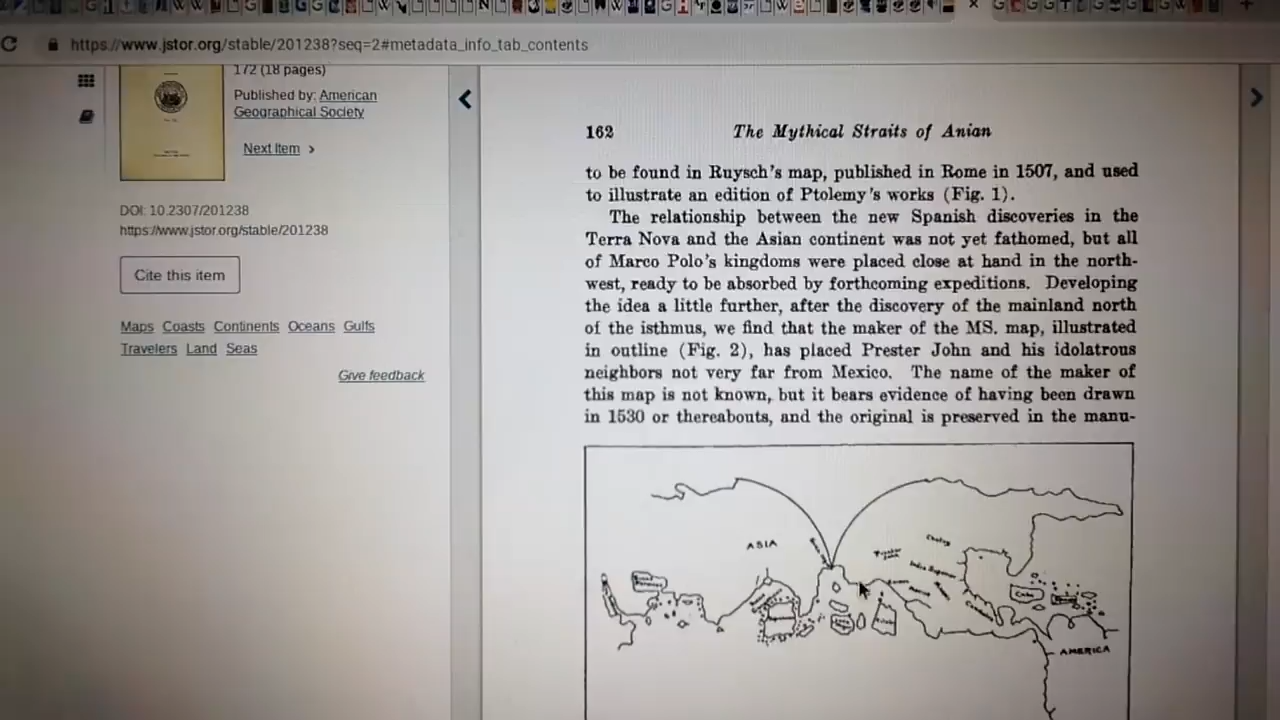 https://www.jstor.org/stable/201238?seq=2#metadata_info_tab_contents
172 (18 pages)
Published by: American
Geographical Society
Next Item >
DOI: 10.2307/201238
https://www.jstor.org/stable/201238
Cite this item
Maps Coasts Continents Oceans Gulfs
Travelers Land Seas
Give feedback
162 The Mythical Straits of Anian
to be found in Ruysch's map, published in Rome in 1507, and used
to illustrate an edition of Ptolemy's works (Fig. 1).
The relationship between the new Spanish discoveries in the
Terra Nova and the Asian continent was not yet fathomed, but all
of Marco Polo's kingdoms were placed close at hand in the north-
west, ready to be absorbed by forthcoming expeditions. Developing
the idea a little further, after the discovery of the mainland north
of the isthmus, we find that the maker of the MS. map, illustrated
in outline (Fig. 2), has placed Prester John and his idolatrous
neighbors not very far from Mexico. The name of the maker of
this map is not known, but it bears evidence of having been drawn
in 1530 or thereabouts, and the original is preserved in the manu-
ASIA
Cuba
AMERICA